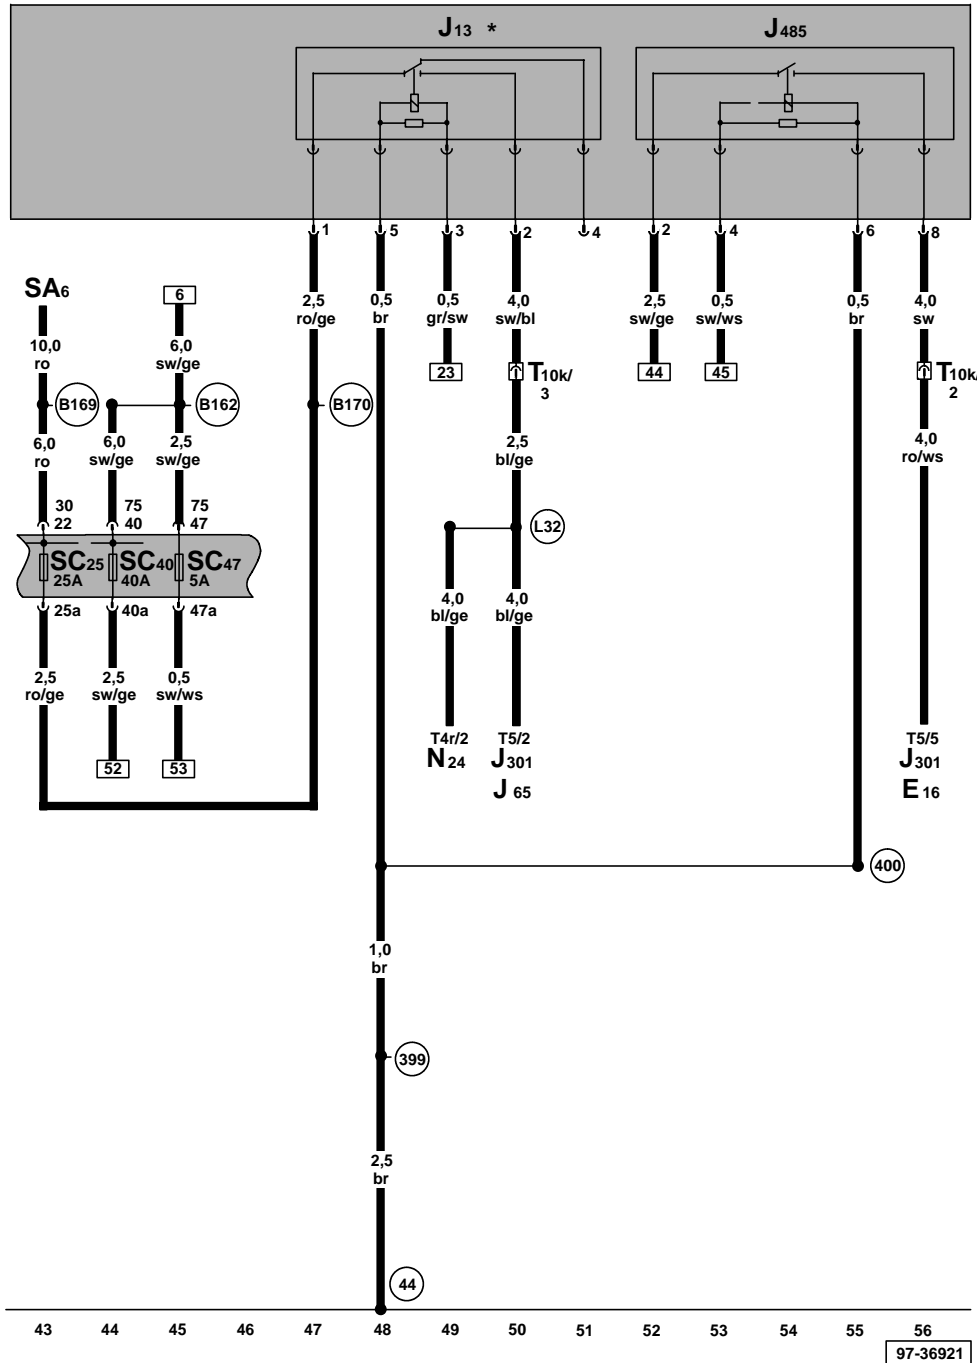 J13 * J485
1 5 3 2 4 2 4 6 8
SA6 6
2,5 0,5 0,5 4,0 2,5 0,5 0,5 4,0
ro/ge br gr/sw sw/bl sw/ge sw/ws br sw
10,0 6,0
ro sw/ge
23 T10k/ 44 45 T10k/
3 2
B169 B162 B170
6,0 6,0 2,5 2,5 4,0
ro sw/ge sw/ge bl/ge ro/ws
30 75 75
22 40 47
L32
SC25 SC40 SC47
25A 40A 5A
25a 40a 47a
4,0 4,0
bl/ge bl/ge
2,5 2,5 0,5
ro/ge sw/ge sw/ws
T4r/2 T5/2 T5/5
N24 J301 J301
52 53
J65 E16
400
1,0
br
399
2,5
br
44
43 44 45 46 47 48 49 50 51 52 53 54 55 56
97-36921